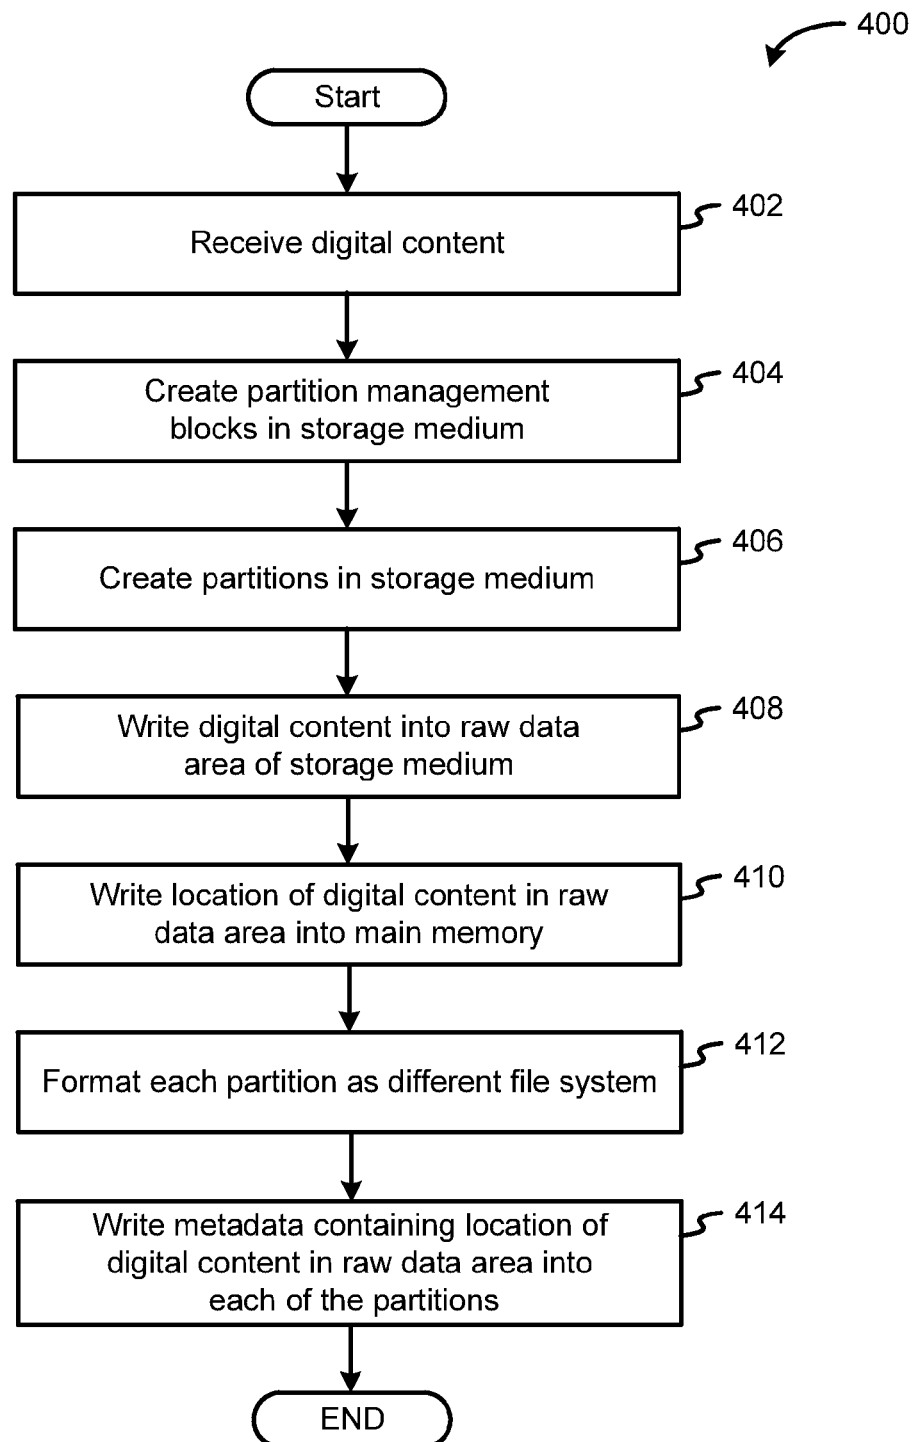 400
Start
402
Receive digital content
404
Create partition management
blocks in storage medium
406
Create partitions in storage medium
408
Write digital content into raw data
area of storage medium
410
Write location of digital content in raw
data area into main memory
412
Format each partition as different file system
414
Write metadata containing location of
digital content in raw data area into
each of the partitions
END